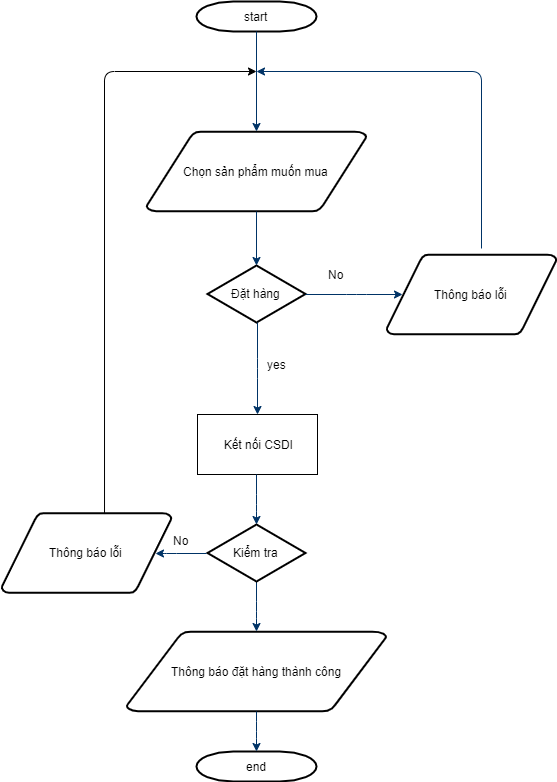 start
Chọn sản phẩm muốn mua
Đặt hàng
No
Thông báo lỗi
yes
Kết nối CSDl
Kiểm tra
No
Thông báo lỗi
Thông báo đặt hàng thành công
end